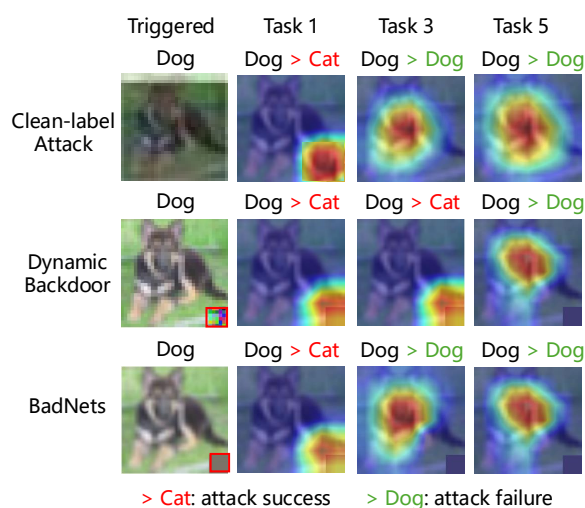 Triggered Task 1 Task 3 Task 5
Dog Dog > Cat Dog > Dog Dog > Dog
Clean-label
Attack
Dog Dog > Cat Dog > Cat Dog > Dog
Dynamic
Backdoor
Dog Dog > Cat Dog > Dog Dog > Dog
BadNets
> Cat: attack success > Dog: attack failure